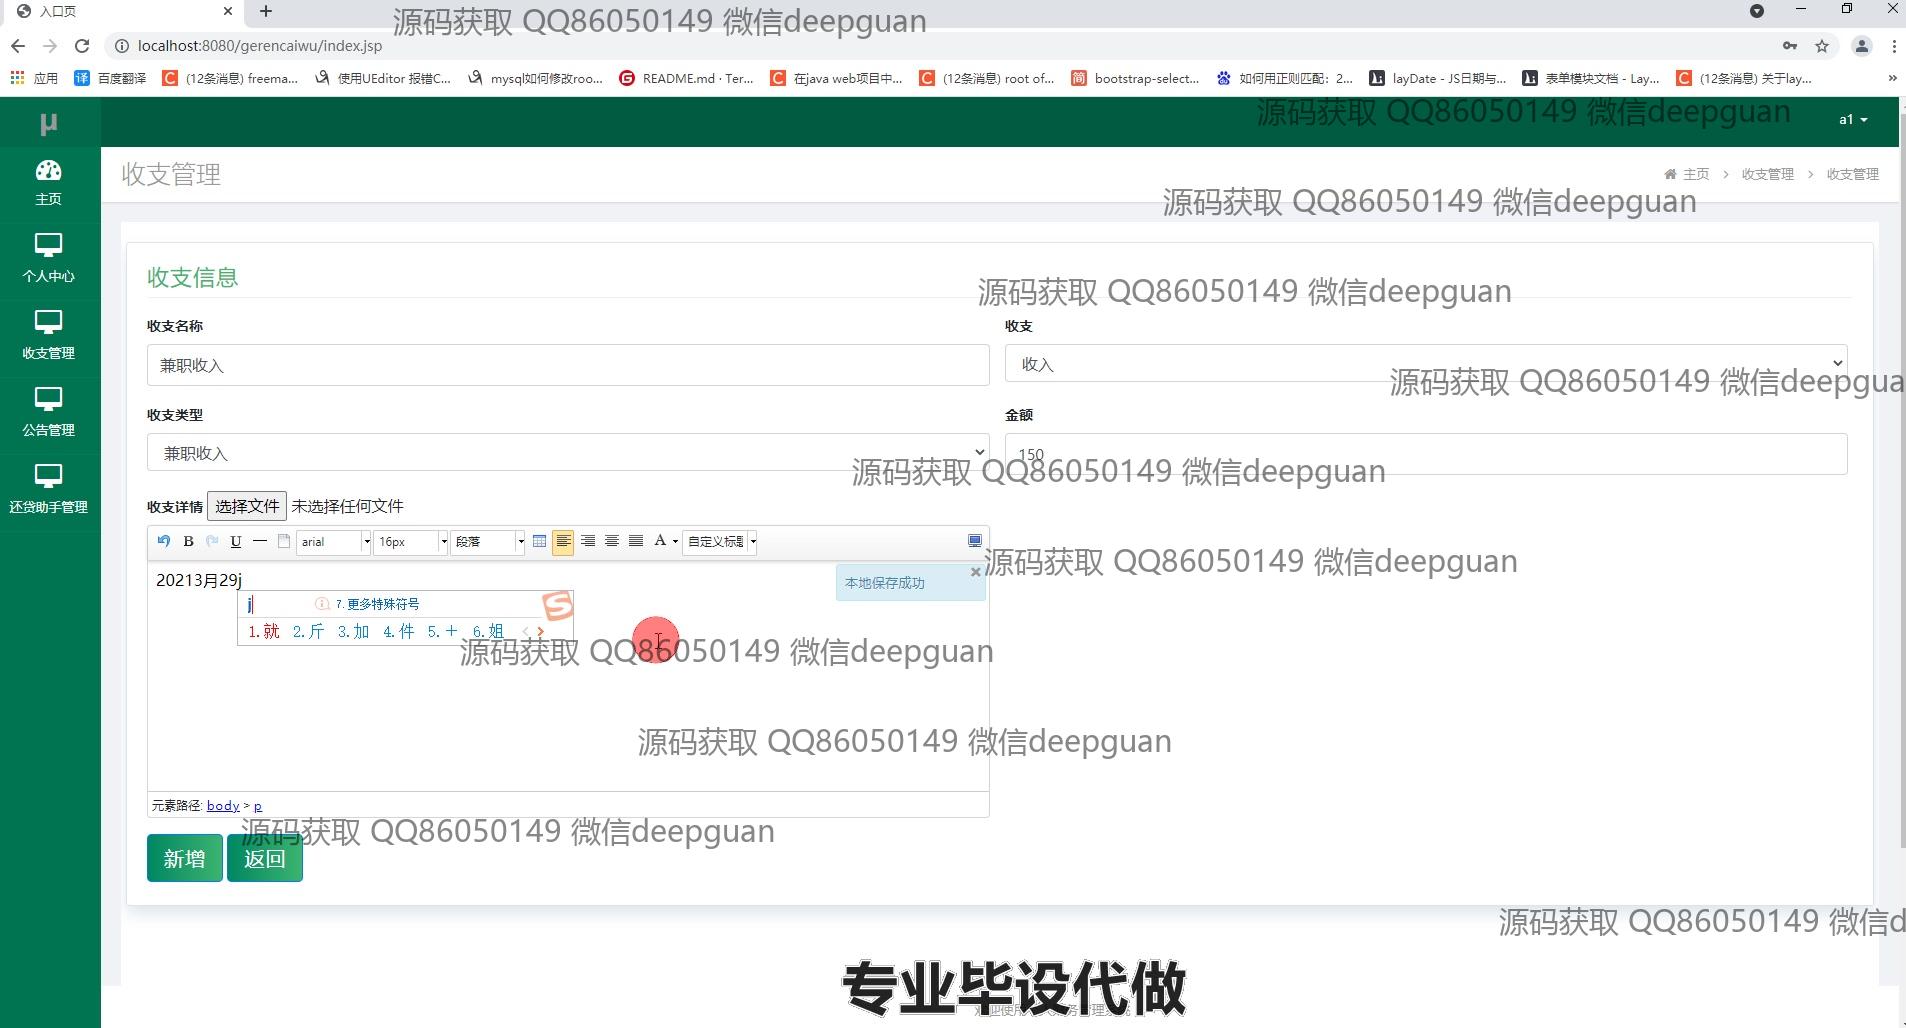 入口页
源码获取 QQ86050149 微信deepguan
localhost:8080/gerencaiwu/index.jsp
应用 百度翻译 (12条消息) freema... 使用UEditor 报错C... mysql如何修改roo... README.md · Ter... 在java web项目中... (12条消息) root of... bootstrap-select... 如何用正则匹配：2... layDate - JS日期与... 表单模块文档 - Lay... (12条消息) 关于lay... »
μ
源码获取 QQ86050149 微信deepguan
a1
主页
收支管理
主页 > 收支管理 > 收支管理
源码获取 QQ86050149 微信deepguan
个人中心
收支信息
源码获取 QQ86050149 微信deepguan
收支名称 收支
收支管理
兼职收入 收入
源码获取 QQ86050149 微信deepgua
收支类型 金额
公告管理
兼职收入 150
源码获取 QQ86050149 微信deepguan
还贷助手管理
收支详情 选择文件 未选择任何文件
B U arial 16px 段落 A 自定义标题
源码获取 QQ86050149 微信deepguan
20213月29j
本地保存成功
j 7.更多特殊符号
1.就 2.斤 3.加 4.件 5.十 6.姐
源码获取 QQ86050149 微信deepguan
源码获取 QQ86050149 微信deepguan
元素路径: body > p
源码获取 QQ86050149 微信deepguan
新增 返回
源码获取 QQ86050149 微信d
专业毕设代做